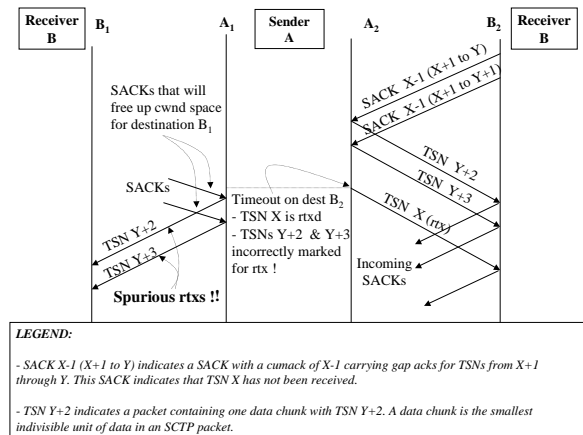 Receiver
B
B1
A1
Sender
A
A2
B2
Receiver
B
SACK X-1 (X+1 to Y)
SACK X-1 (X+1 to Y+1)
SACKs that will
free up cwnd space
for destination B1
TSN Y+2
TSN Y+3
TSN X (rtx)
SACKs
Timeout on dest B2
- TSN X is rtxd
- TSNs Y+2 & Y+3
incorrectly marked
for rtx !
TSN Y+2
TSN Y+3
Incoming
SACKs
Spurious rtxs !!
LEGEND:
- SACK X-1 (X+1 to Y) indicates a SACK with a cumack of X-1 carrying gap acks for TSNs from X+1
through Y. This SACK indicates that TSN X has not been received.
- TSN Y+2 indicates a packet containing one data chunk with TSN Y+2. A data chunk is the smallest
indivisible unit of data in an SCTP packet.